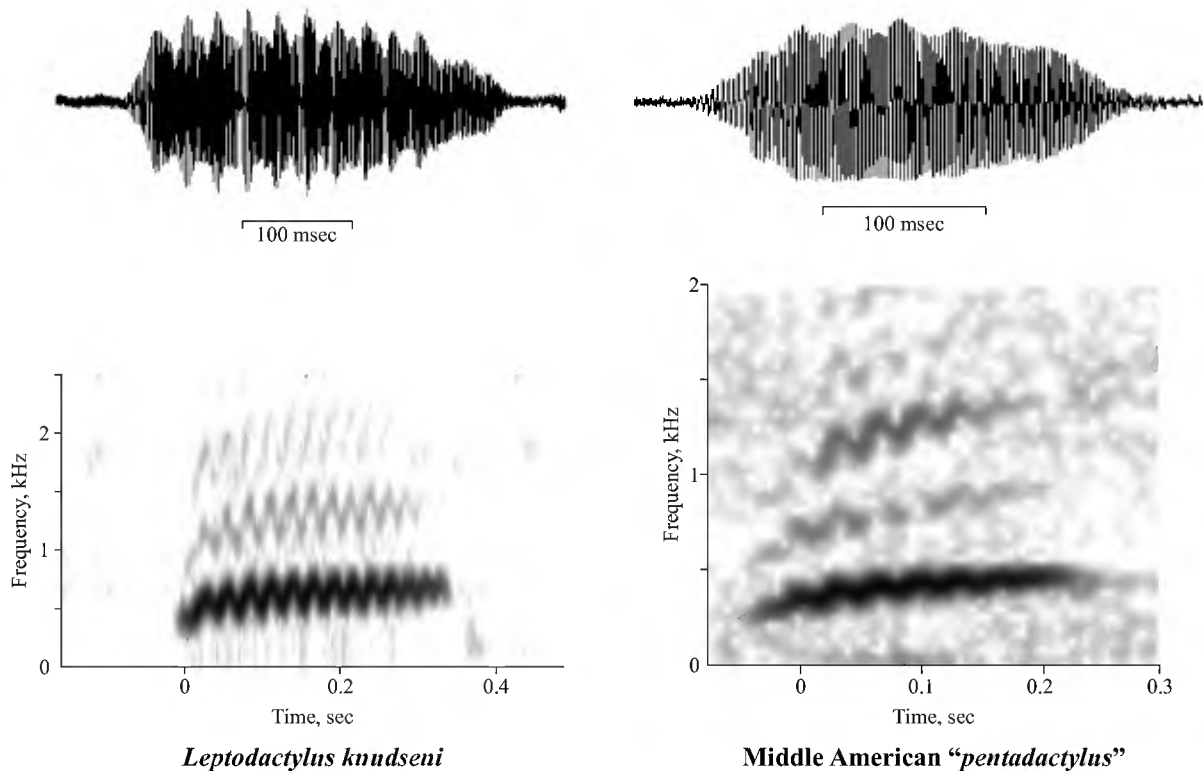 100 msec
100 msec
Frequency, kHz
2
1
0
0
0.2
0.4
Time, sec
Leptodactylus knudseni
Frequency, kHz
2
1
0
0
0.1
0.2
0.3
Time, sec
Middle American “pentadactylus”